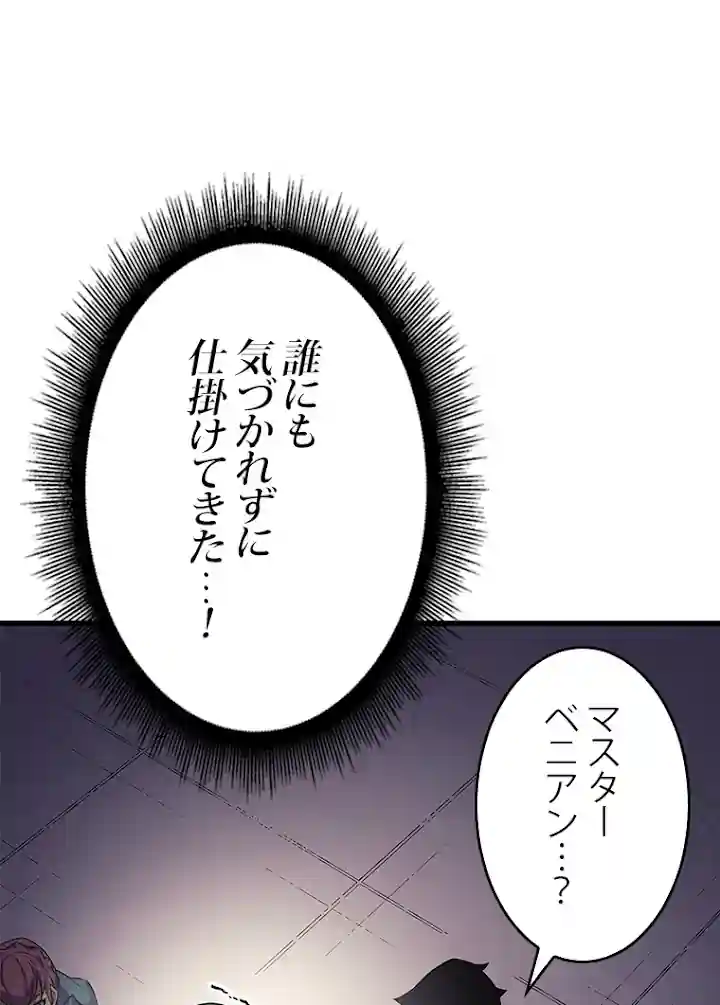 誰にも
気づかれずに
仕掛けてきた…！
マスター
ベニアン…？